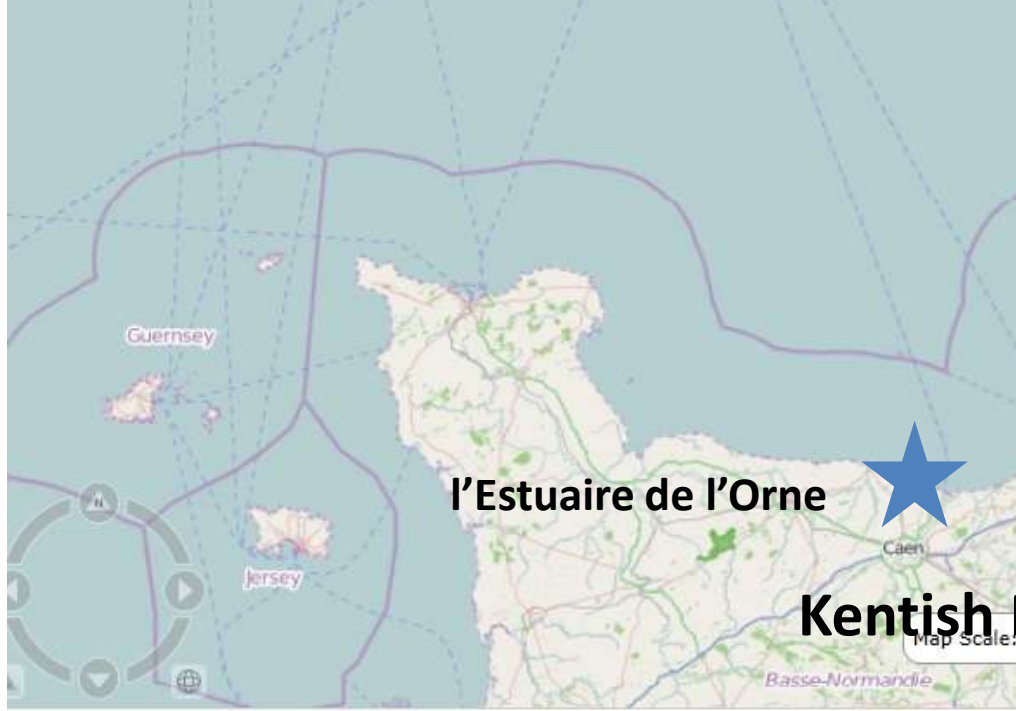 Guernsey
l'Estuaire de l'Orne
Caen
Jersey
Kentish
Map Scale:
Basse-Normandie